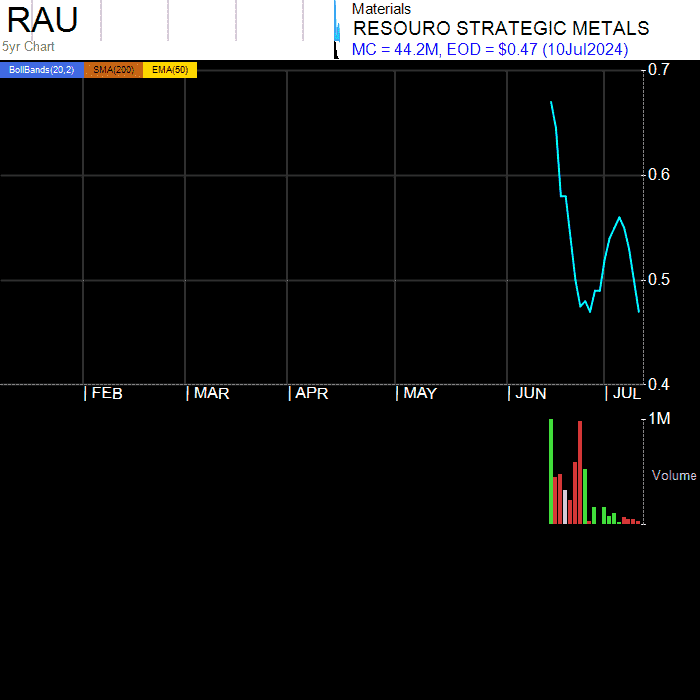 RAU
5yr Chart
Materials
RESOURO STRATEGIC METALS
MC = 44.2M, EOD = $0.47 (10Jul2024)
BollBands(20,2) SMA(200) EMA(50)
0.7
0.6
0.5
0.4
| FEB | MAR | APR | MAY | JUN | JUL
1M
Volume